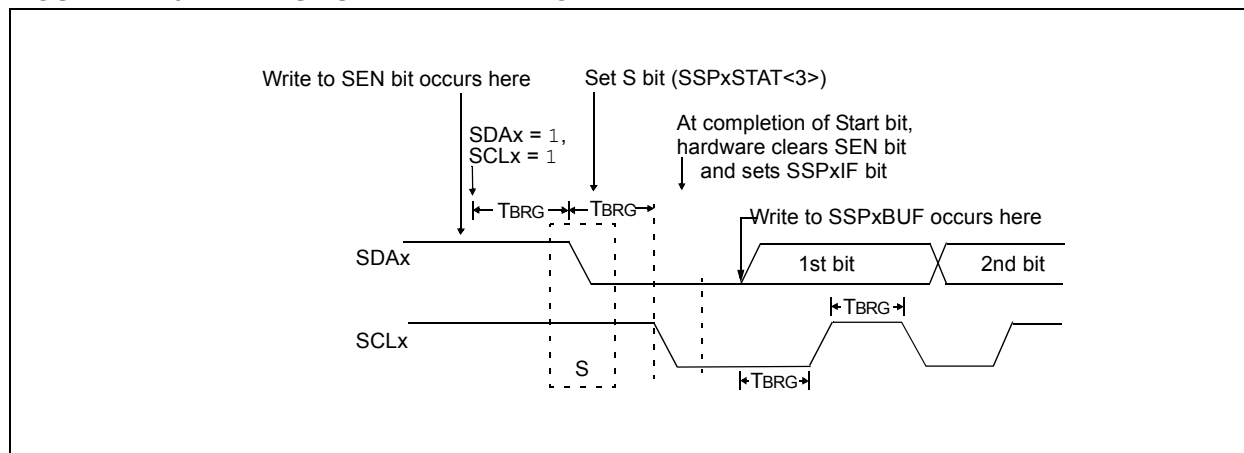 Write to SEN bit occurs here
Set S bit (SSPxSTAT<3>)
SDAx = 1,
SCLx = 1
At completion of Start bit,
hardware clears SEN bit
and sets SSPxIF bit
TBRG
TBRG
Write to SSPxBUF occurs here
SDAx
1st bit
2nd bit
TBRG
SCLx
S
TBRG